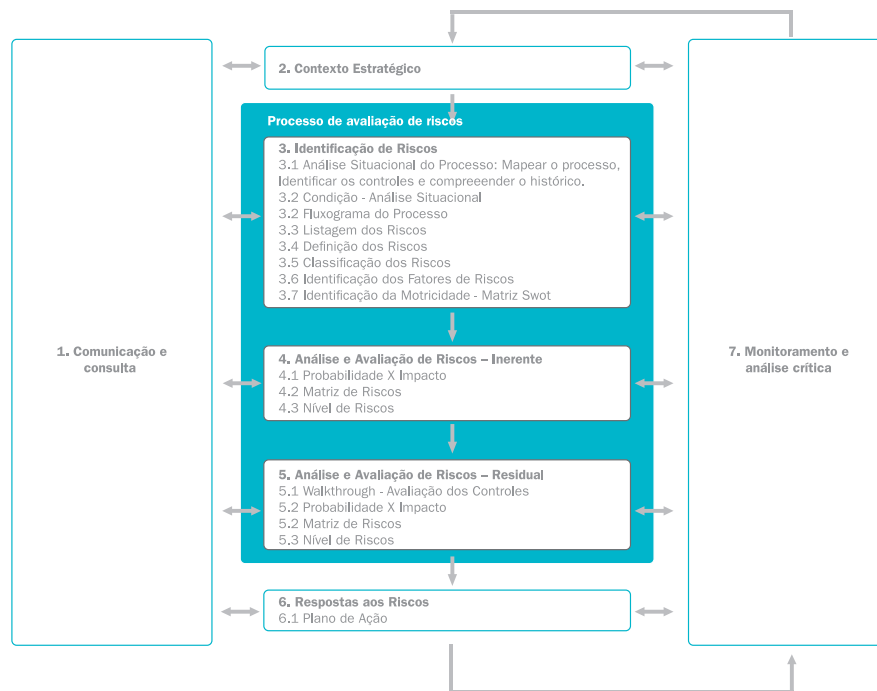 1. Comunicação e
consulta
2. Contexto Estratégico
Processo de avaliação de riscos
3. Identificação de Riscos
3.1 Análise Situacional do Processo: Mapear o processo,
Identificar os controles e compreeender o histórico.
3.2 Condição - Análise Situacional
3.2 Fluxograma do Processo
3.3 Listagem dos Riscos
3.4 Definição dos Riscos
3.5 Classificação dos Riscos
3.6 Identificação dos Fatores de Riscos
3.7 Identificação da Motricidade - Matriz Swot
4. Análise e Avaliação de Riscos – Inerente
4.1 Probabilidade X Impacto
4.2 Matriz de Riscos
4.3 Nível de Riscos
5. Análise e Avaliação de Riscos – Residual
5.1 Walkthrough - Avaliação dos Controles
5.2 Probabilidade X Impacto
5.2 Matriz de Riscos
5.3 Nível de Riscos
6. Respostas aos Riscos
6.1 Plano de Ação
7. Monitoramento e
análise crítica